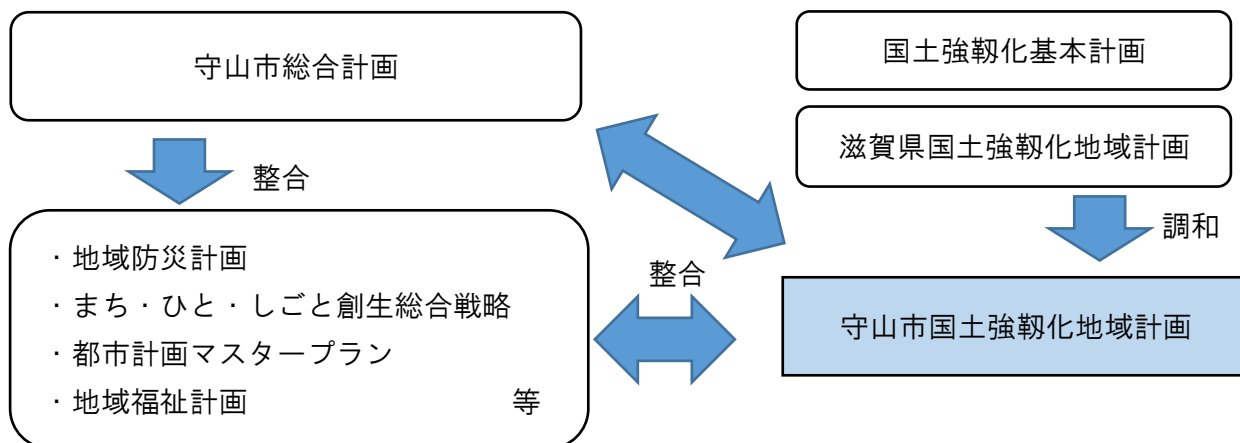 守山市総合計画
国土強靱化基本計画
滋賀県国土強靱化地域計画
整合
調和
・地域防災計画
・まち・ひと・しごと創生総合戦略
・都市計画マスタープラン
・地域福祉計画 等
整合
守山市国土強靱化地域計画